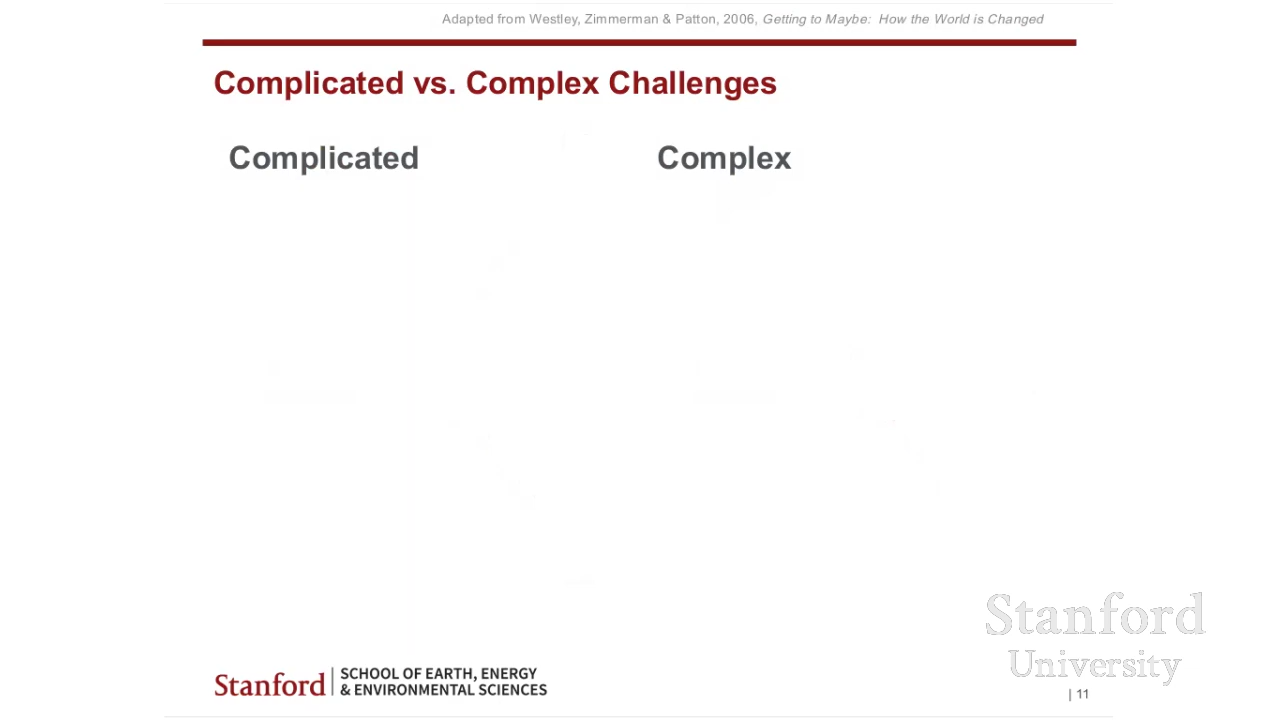 Adapted from Westley, Zimmerman & Patton, 2006, Getting to Maybe: How the World is Changed
Complicated vs. Complex Challenges
Complicated
Complex
Stanford
University
Stanford
SCHOOL OF EARTH, ENERGY
& ENVIRONMENTAL SCIENCES
| 11